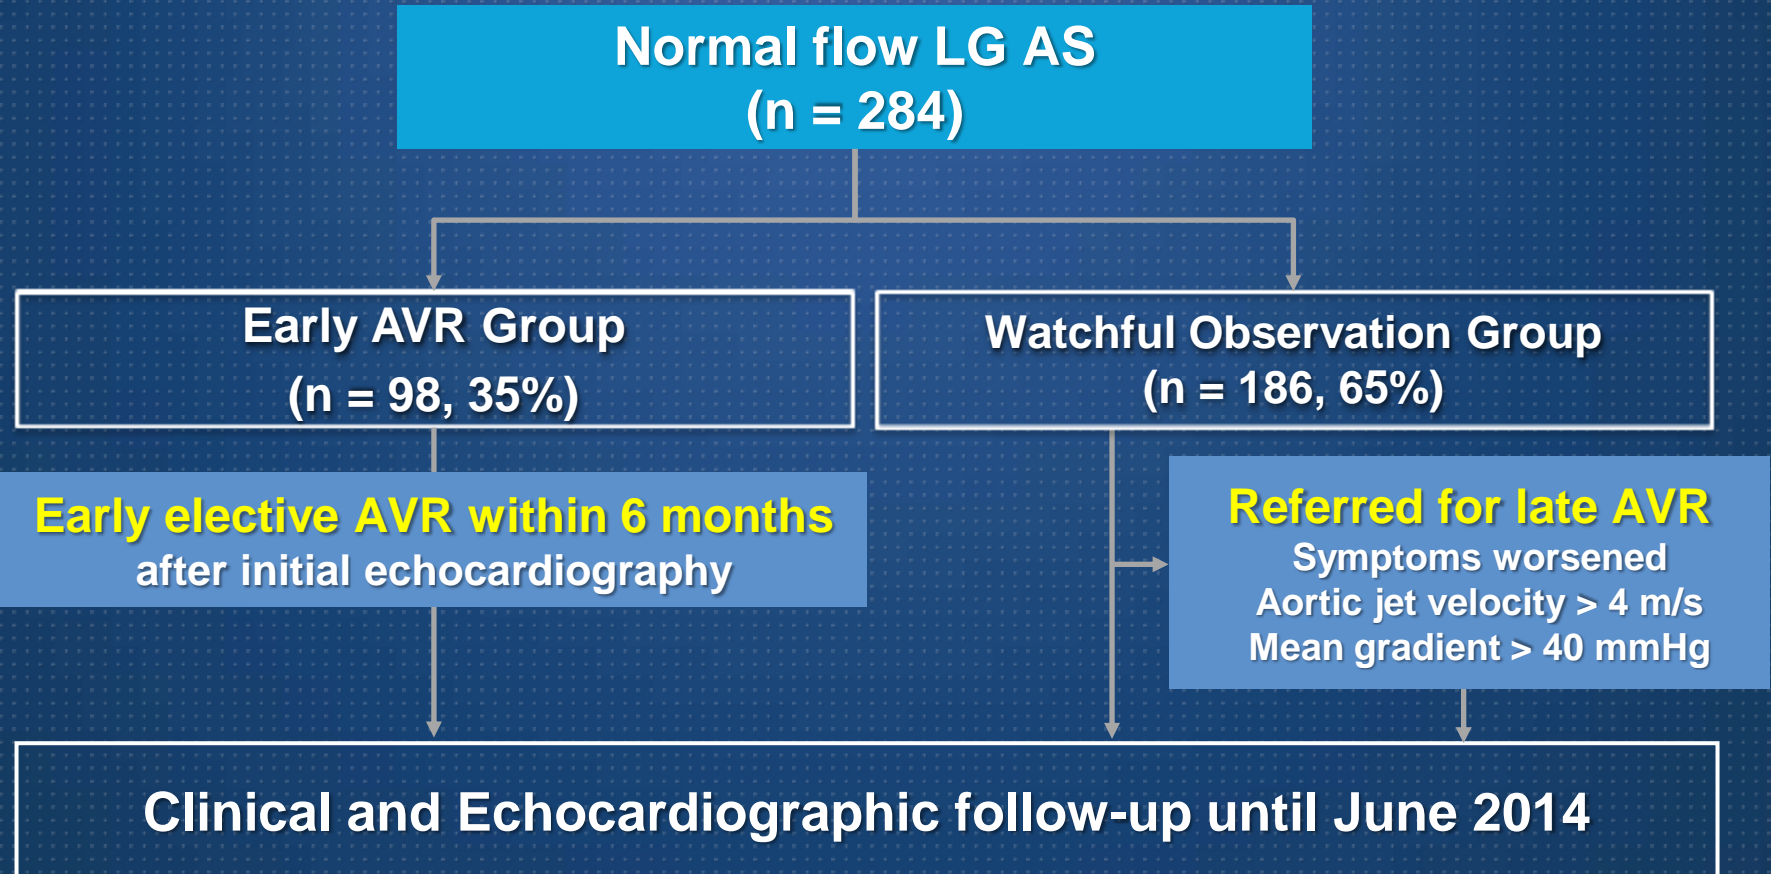 Normal flow LG AS
(n = 284)
Early AVR Group
(n = 98, 35%)
Watchful Observation Group
(n = 186, 65%)
Early elective AVR within 6 months
after initial echocardiography
Referred for late AVR
Symptoms worsened
Aortic jet velocity > 4 m/s
Mean gradient > 40 mmHg
Clinical and Echocardiographic follow-up until June 2014